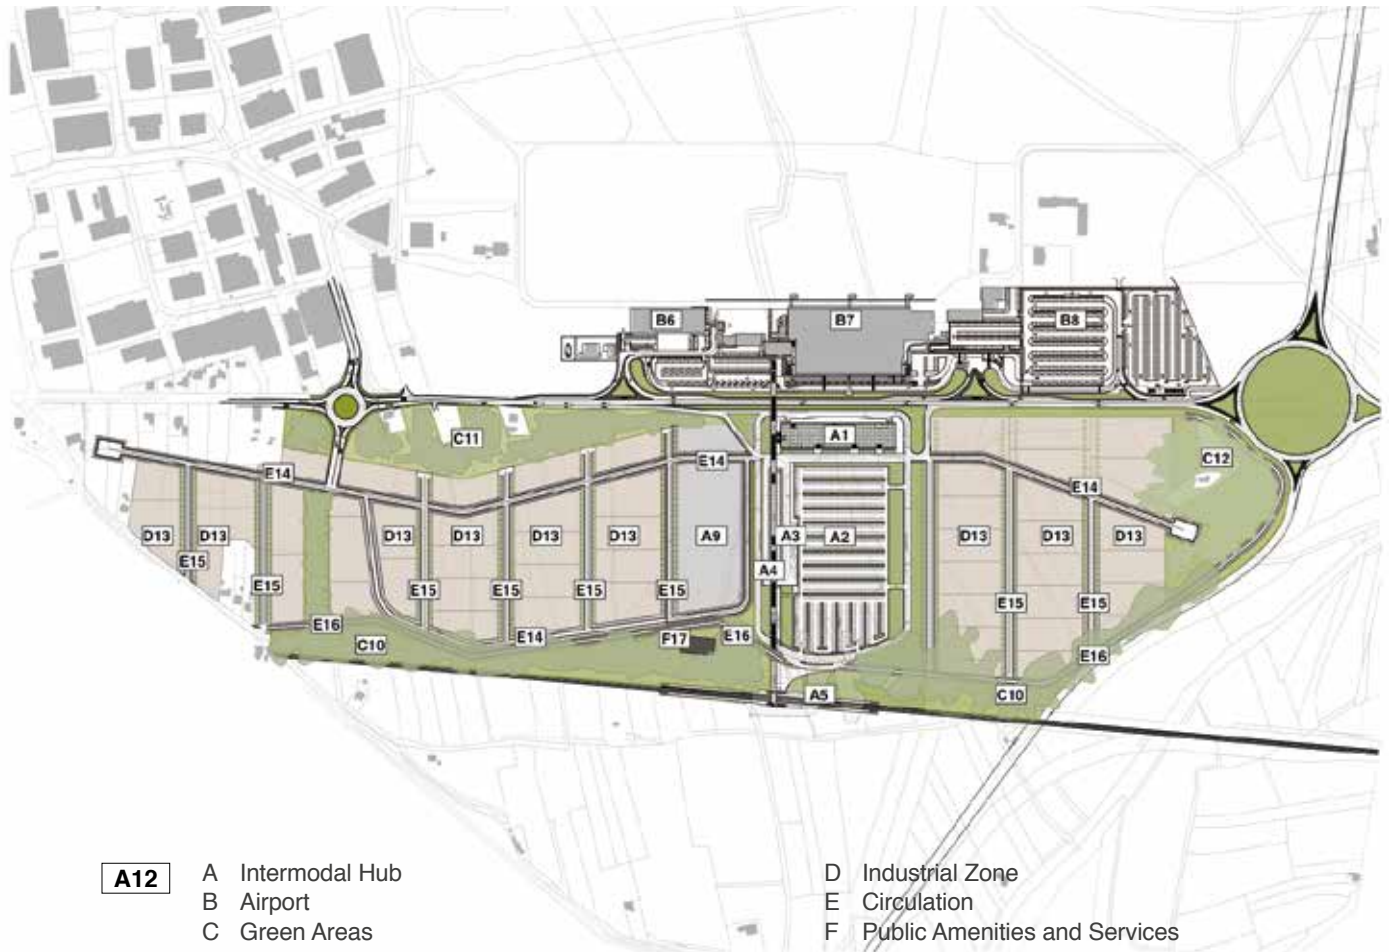 B6 B7 B8
A1
C11
C12
E14 E14 E14
D13 D13 D13 D13 D13 D13 A9 A3 A2 D13 D13 D13
E15 A4
E15 E15 E15 E15 E15 E15 E15
E16 E14 F17 E16
C10 E16
A5 C10
A12
A Intermodal Hub
B Airport
C Green Areas
D Industrial Zone
E Circulation
F Public Amenities and Services